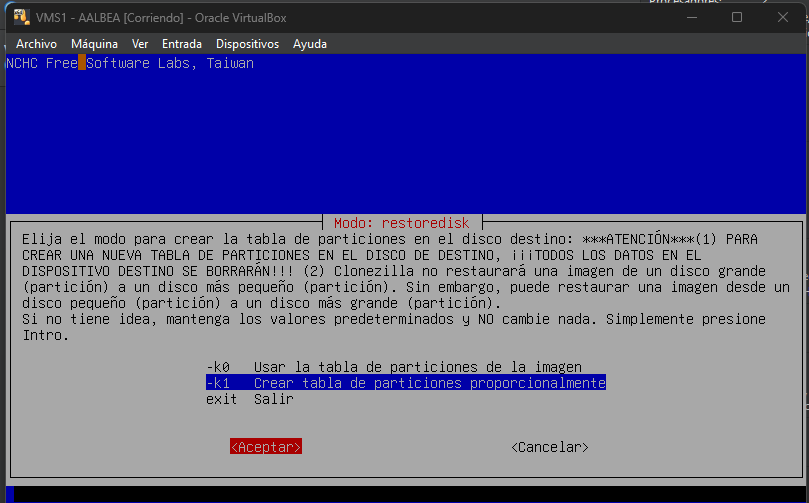 Procesadores:
VMS1 - AALBEA [Corriendo] - Oracle VirtualBox
Archivo Máquina Ver Entrada Dispositivos Ayuda
NCHC Free Software Labs, Taiwan
Modo: restoredisk
Elija el modo para crear la tabla de particiones en el disco destino: ***ATENCIÓN***(1) PARA
CREAR UNA NUEVA TABLA DE PARTICIONES EN EL DISCO DE DESTINO, ¡¡¡TODOS LOS DATOS EN EL
DISPOSITIVO DESTINO SE BORRARÁN!!! (2) Clonezilla no restaurará una imagen de un disco grande
(partición) a un disco más pequeño (partición). Sin embargo, puede restaurar una imagen desde un
disco pequeño (partición) a un disco más grande (partición).
Si no tiene idea, mantenga los valores predeterminados y NO cambie nada. Simplemente presione
Intro.
-k0 Usar la tabla de particiones de la imagen
-k1 Crear tabla de particiones proporcionalmente
exit Salir
<Aceptar> <Cancelar>